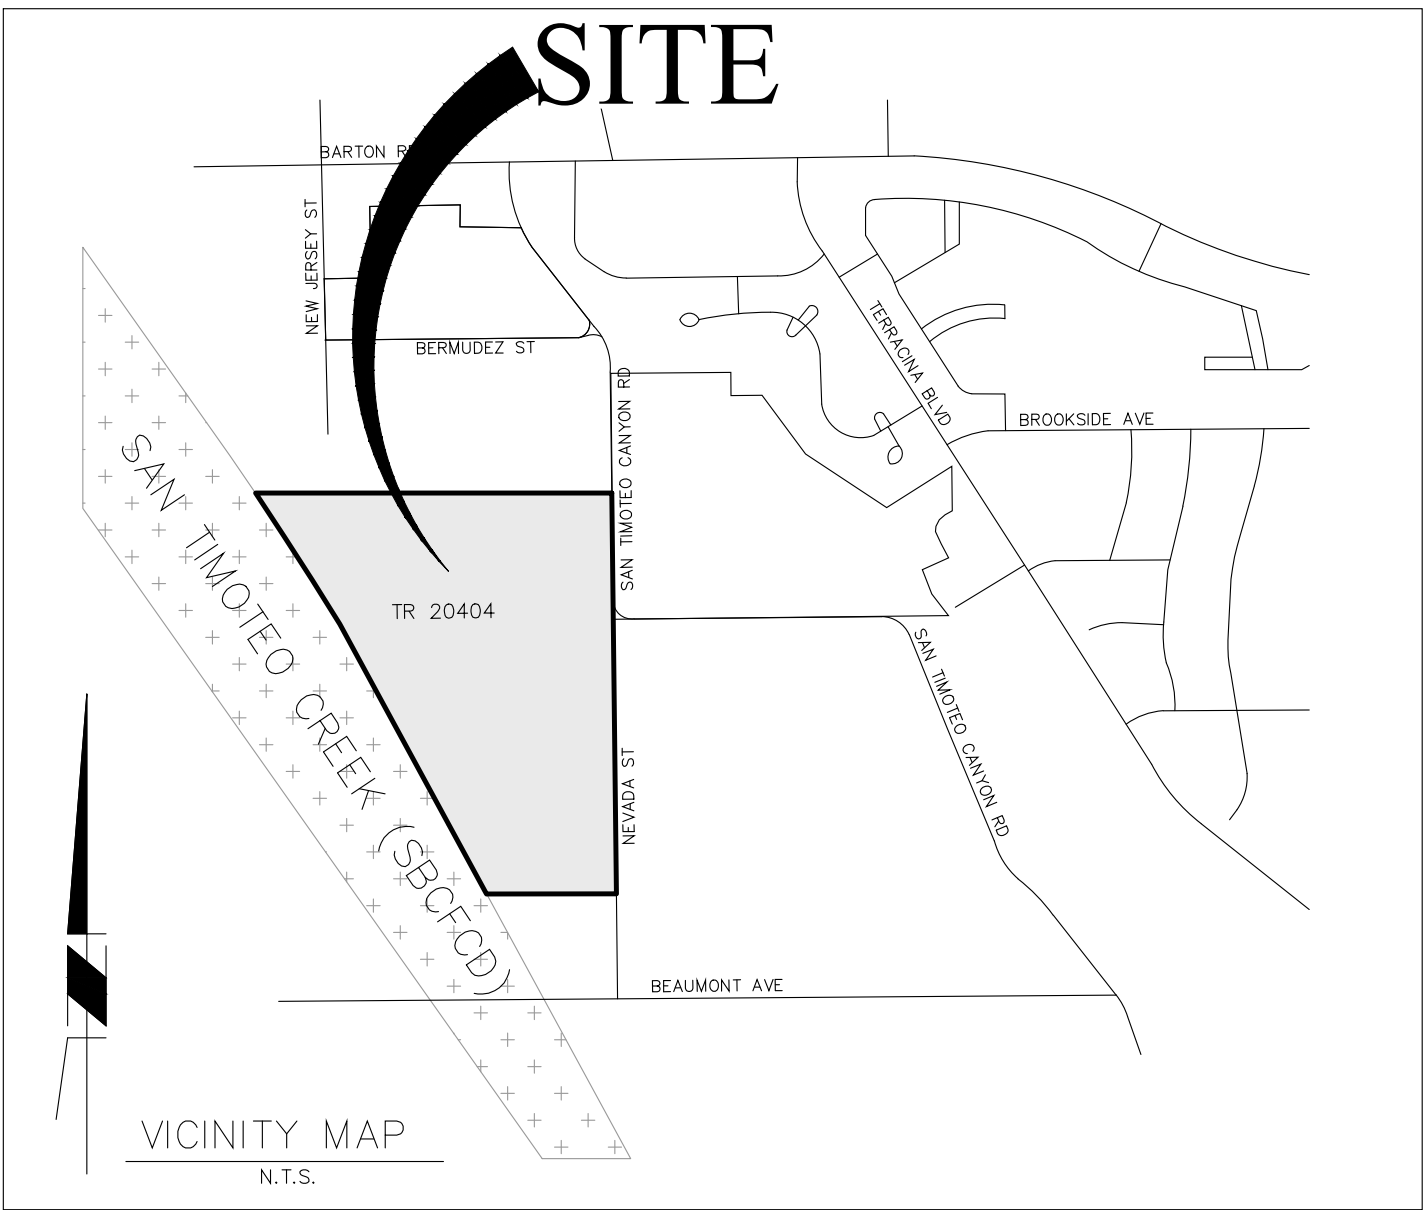 SITE
BARTON R
NEW JERSEY ST
BERMUDEZ ST
SAN TIMOTEO CANYON RD
TERRACINA BLVD
BROOKSIDE AVE
SAN TIMOTEO CREEK (SBCFCD)
TR 20404
SAN TIMOTEO CANYON RD
NEVADA ST
BEAUMONT AVE
N
VICINITY MAP
N.T.S.